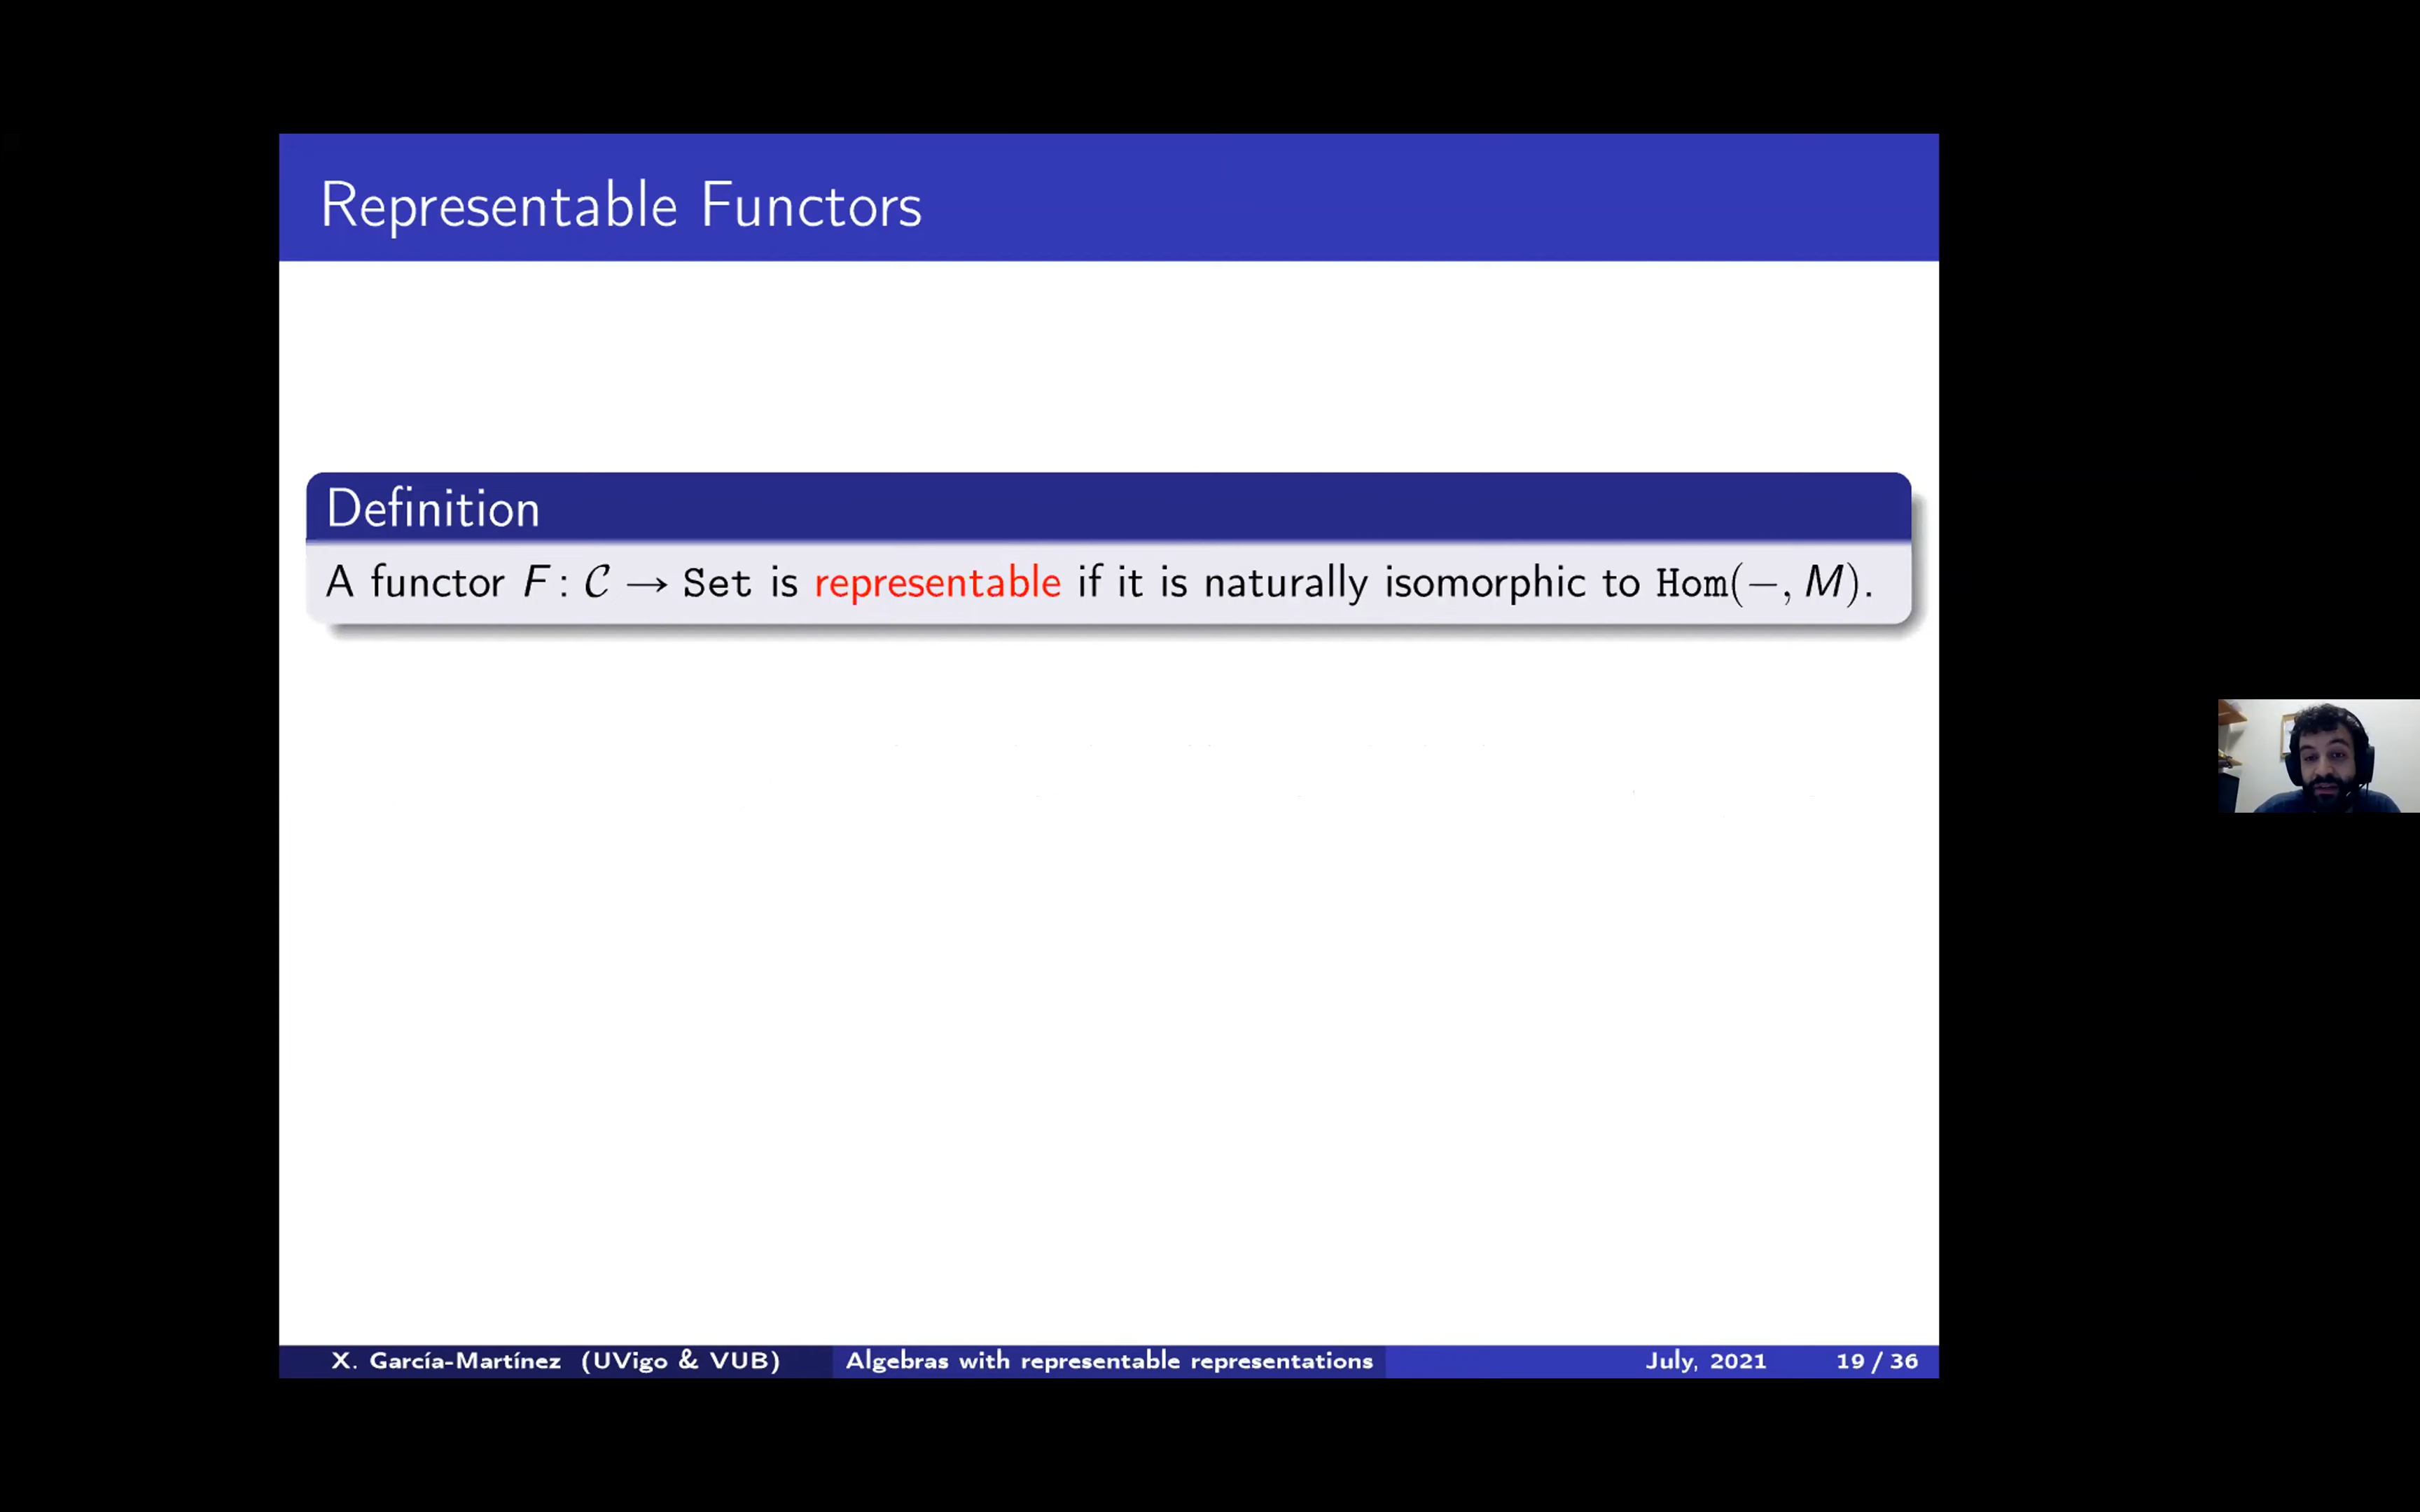 Representable Functors
Definition
A functor F : 𝒞 → Set is representable if it is naturally isomorphic to Hom(−, M).
X. García-Martínez (UVigo & VUB) Algebras with representable representations July, 2021 19 / 36